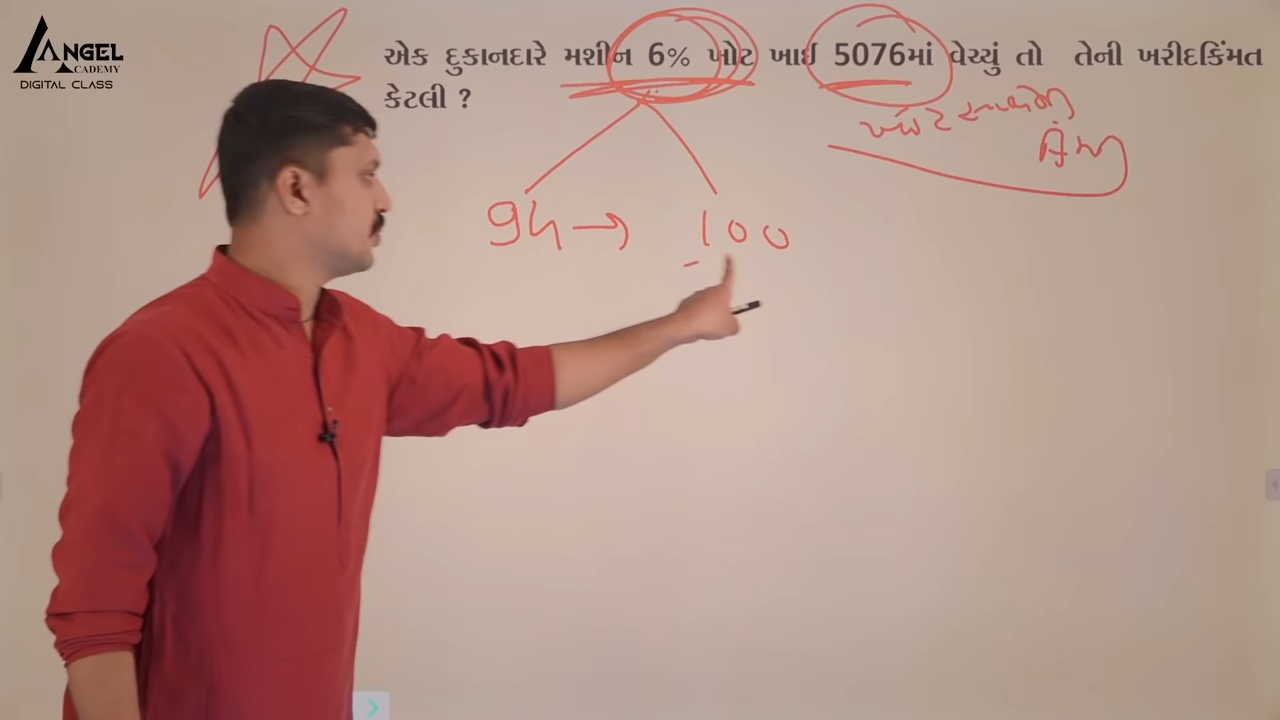 ANGEL
ACADEMY
DIGITAL CLASS
એક દુકાનદારે મશીન 6% ખોટ ખાઈ 5076માં વેચ્યું તો તેની ખરીદકિંમત
કેટલી ?
94 → 100